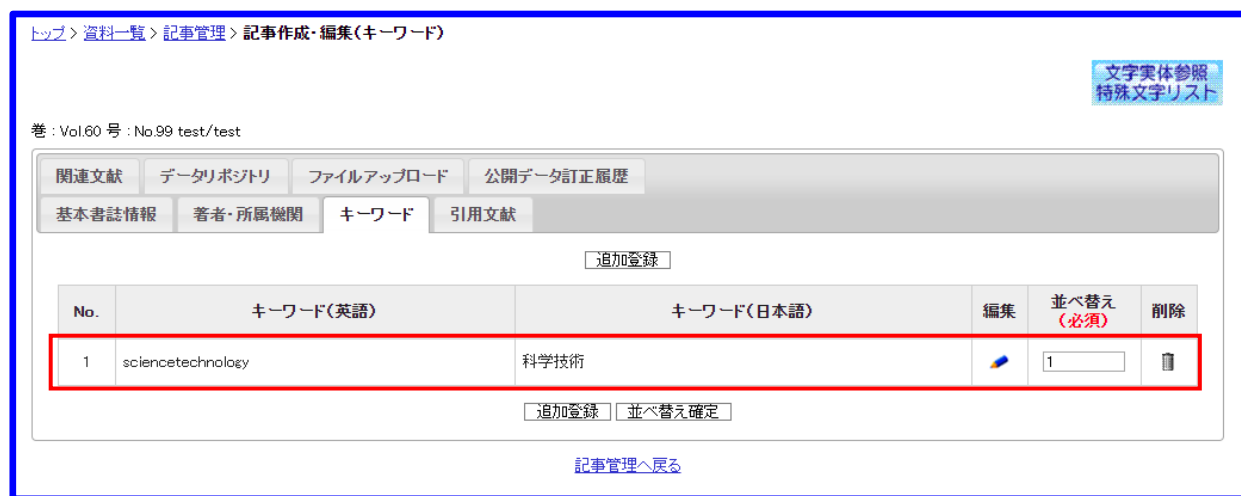 トップ > 資料一覧 > 記事管理 > 記事作成・編集(キーワード)
文字実体参照
特殊文字リスト
巻 : Vol.60 号 : No.99 test/test
関連文献 データリポジトリ ファイルアップロード 公開データ訂正履歴
基本書誌情報 著者・所属機関 キーワード 引用文献
追加登録
No. キーワード(英語) キーワード(日本語) 編集 並べ替え(必須) 削除
1 sciencetechnology 科学技術 1
追加登録 並べ替え確定
記事管理へ戻る